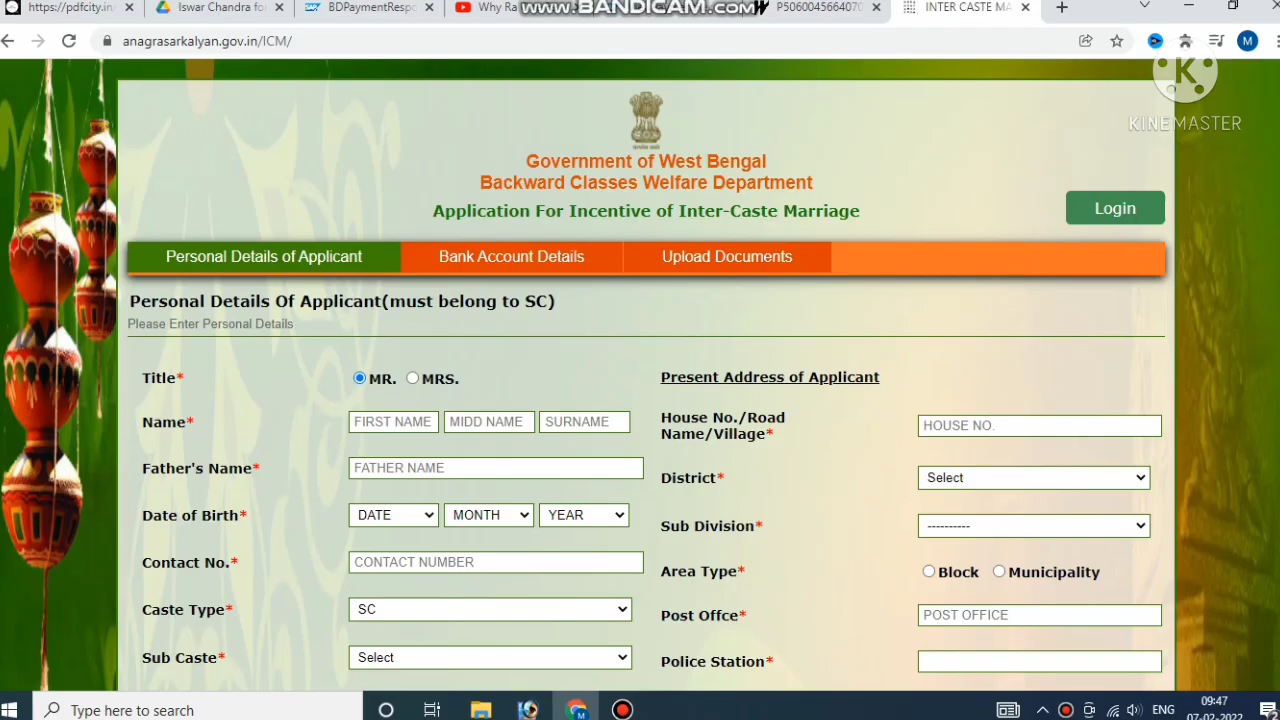 https://pdfcity.in/bi
Iswar Chandra fo
BDPaymentRespo
Why Ra
www.BANDICAM.com
P5060045664070
INTER CASTE MA
anagrasarkalyan.gov.in/ICM/
M
K
KINEMASTER
Government of West Bengal
Backward Classes Welfare Department
Application For Incentive of Inter-Caste Marriage
Login
Personal Details of Applicant Bank Account Details Upload Documents
Personal Details Of Applicant(must belong to SC)
Please Enter Personal Details
Title* MR. MRS.
Present Address of Applicant
Name* FIRST NAME MIDD NAME SURNAME
House No./Road
Name/Village* HOUSE NO.
Father's Name* FATHER NAME
District* Select
Date of Birth* DATE MONTH YEAR
Sub Division* ----------
Contact No.* CONTACT NUMBER
Area Type* Block Municipality
Caste Type* SC
Post Offce* POST OFFICE
Sub Caste* Select
Police Station*
Type here to search
M
ENG
09:47
07-02-2022